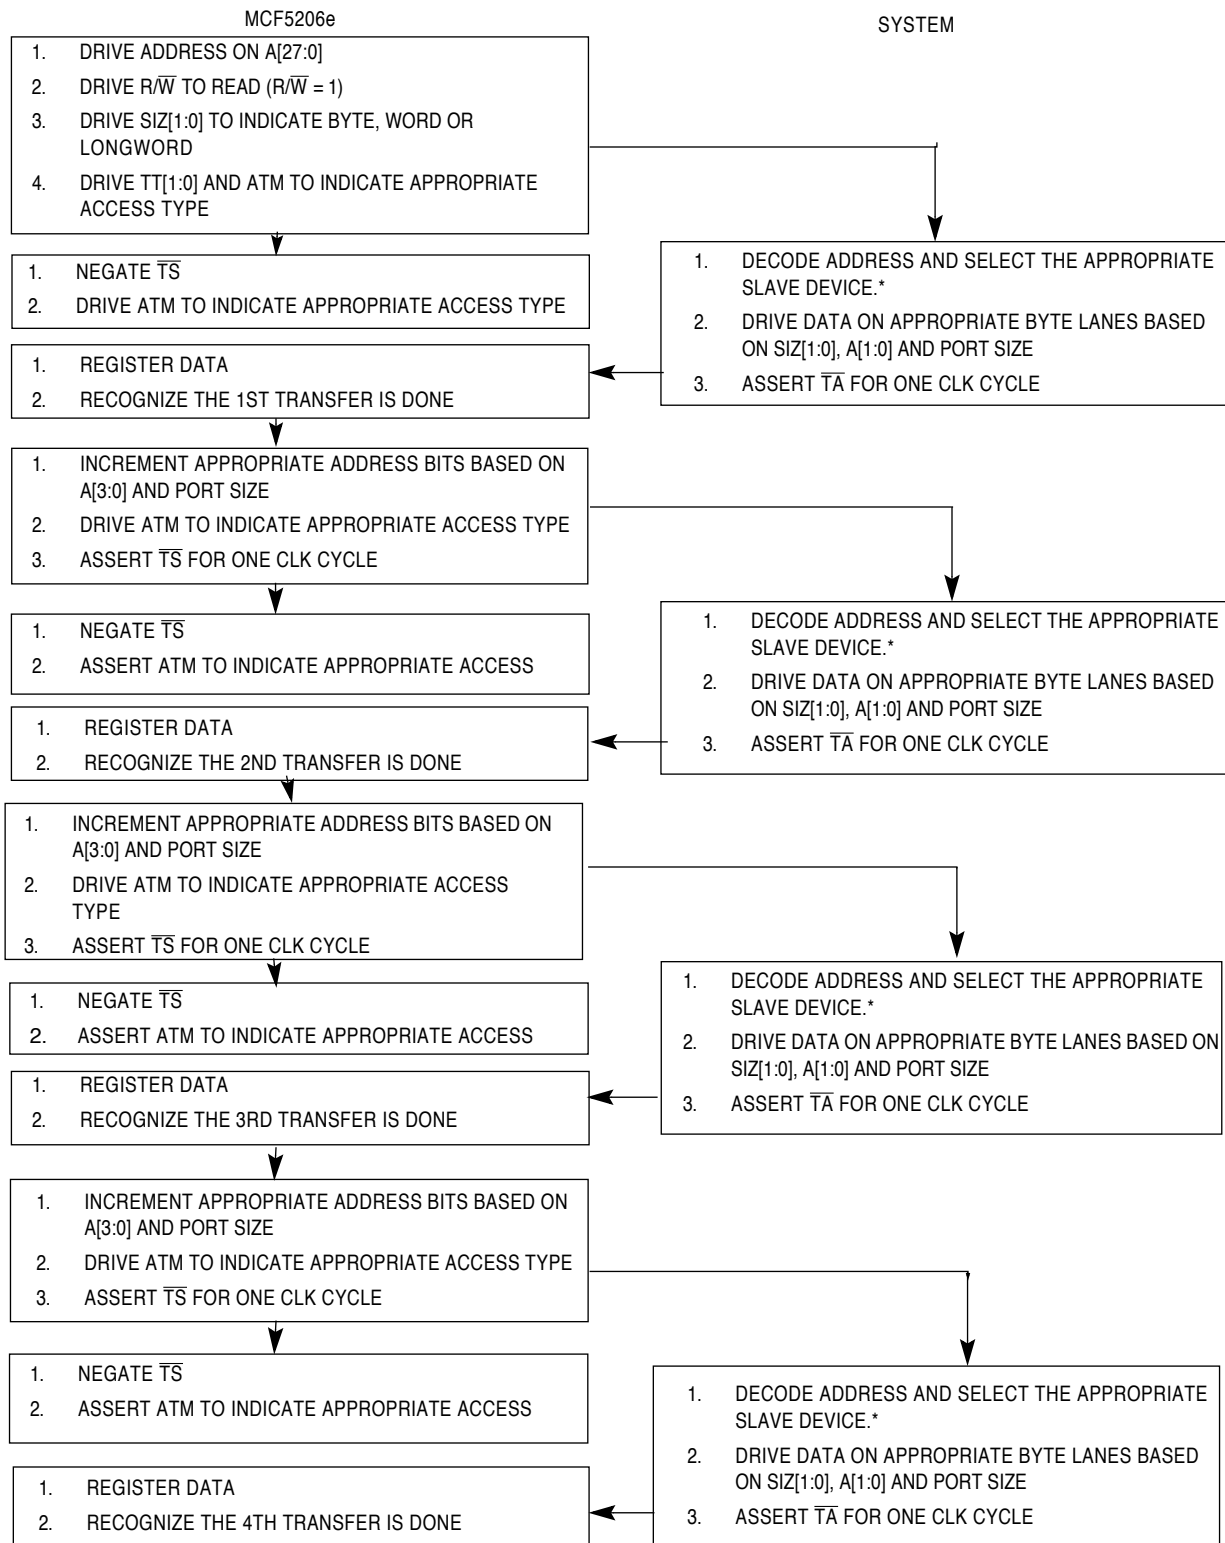 MCF5206e
SYSTEM
1. DRIVE ADDRESS ON A[27:0]
2. DRIVE R/W̅ TO READ (R/W̅ = 1)
3. DRIVE SIZ[1:0] TO INDICATE BYTE, WORD OR
LONGWORD
4. DRIVE TT[1:0] AND ATM TO INDICATE APPROPRIATE
ACCESS TYPE
1. NEGATE T̅S̅
2. DRIVE ATM TO INDICATE APPROPRIATE ACCESS TYPE
1. DECODE ADDRESS AND SELECT THE APPROPRIATE
SLAVE DEVICE.*
2. DRIVE DATA ON APPROPRIATE BYTE LANES BASED
ON SIZ[1:0], A[1:0] AND PORT SIZE
3. ASSERT T̅A̅ FOR ONE CLK CYCLE
1. REGISTER DATA
2. RECOGNIZE THE 1ST TRANSFER IS DONE
1. INCREMENT APPROPRIATE ADDRESS BITS BASED ON
A[3:0] AND PORT SIZE
2. DRIVE ATM TO INDICATE APPROPRIATE ACCESS TYPE
3. ASSERT T̅S̅ FOR ONE CLK CYCLE
1. NEGATE T̅S̅
2. ASSERT ATM TO INDICATE APPROPRIATE ACCESS
1. DECODE ADDRESS AND SELECT THE APPROPRIATE
SLAVE DEVICE.*
2. DRIVE DATA ON APPROPRIATE BYTE LANES BASED
ON SIZ[1:0], A[1:0] AND PORT SIZE
3. ASSERT T̅A̅ FOR ONE CLK CYCLE
1. REGISTER DATA
2. RECOGNIZE THE 2ND TRANSFER IS DONE
1. INCREMENT APPROPRIATE ADDRESS BITS BASED ON
A[3:0] AND PORT SIZE
2. DRIVE ATM TO INDICATE APPROPRIATE ACCESS
TYPE
3. ASSERT T̅S̅ FOR ONE CLK CYCLE
1. NEGATE T̅S̅
2. ASSERT ATM TO INDICATE APPROPRIATE ACCESS
1. DECODE ADDRESS AND SELECT THE APPROPRIATE
SLAVE DEVICE.*
2. DRIVE DATA ON APPROPRIATE BYTE LANES BASED ON
SIZ[1:0], A[1:0] AND PORT SIZE
3. ASSERT T̅A̅ FOR ONE CLK CYCLE
1. REGISTER DATA
2. RECOGNIZE THE 3RD TRANSFER IS DONE
1. INCREMENT APPROPRIATE ADDRESS BITS BASED ON
A[3:0] AND PORT SIZE
2. DRIVE ATM TO INDICATE APPROPRIATE ACCESS TYPE
3. ASSERT T̅S̅ FOR ONE CLK CYCLE
1. NEGATE T̅S̅
2. ASSERT ATM TO INDICATE APPROPRIATE ACCESS
1. DECODE ADDRESS AND SELECT THE APPROPRIATE
SLAVE DEVICE.*
2. DRIVE DATA ON APPROPRIATE BYTE LANES BASED
ON SIZ[1:0], A[1:0] AND PORT SIZE
3. ASSERT T̅A̅ FOR ONE CLK CYCLE
1. REGISTER DATA
2. RECOGNIZE THE 4TH TRANSFER IS DONE